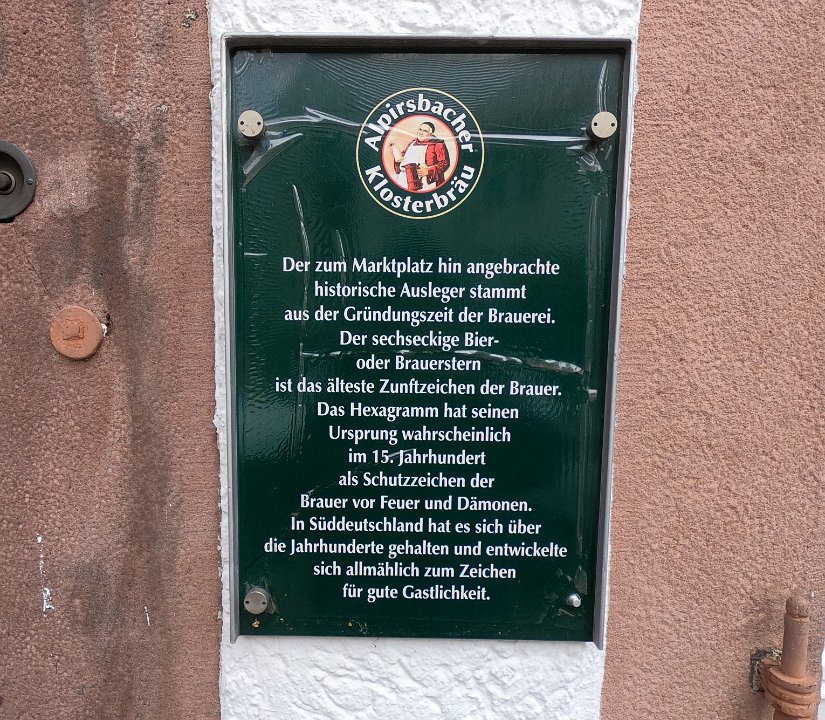 Alpirsbacher
Klosterbräu
Der zum Marktplatz hin angebrachte
historische Ausleger stammt
aus der Gründungszeit der Brauerei.
Der sechseckige Bier-
oder Brauerstern
ist das älteste Zunftzeichen der Brauer.
Das Hexagramm hat seinen
Ursprung wahrscheinlich
im 15. Jahrhundert
als Schutzzeichen der
Brauer vor Feuer und Dämonen.
In Süddeutschland hat es sich über
die Jahrhunderte gehalten und entwickelte
sich allmählich zum Zeichen
für gute Gastlichkeit.